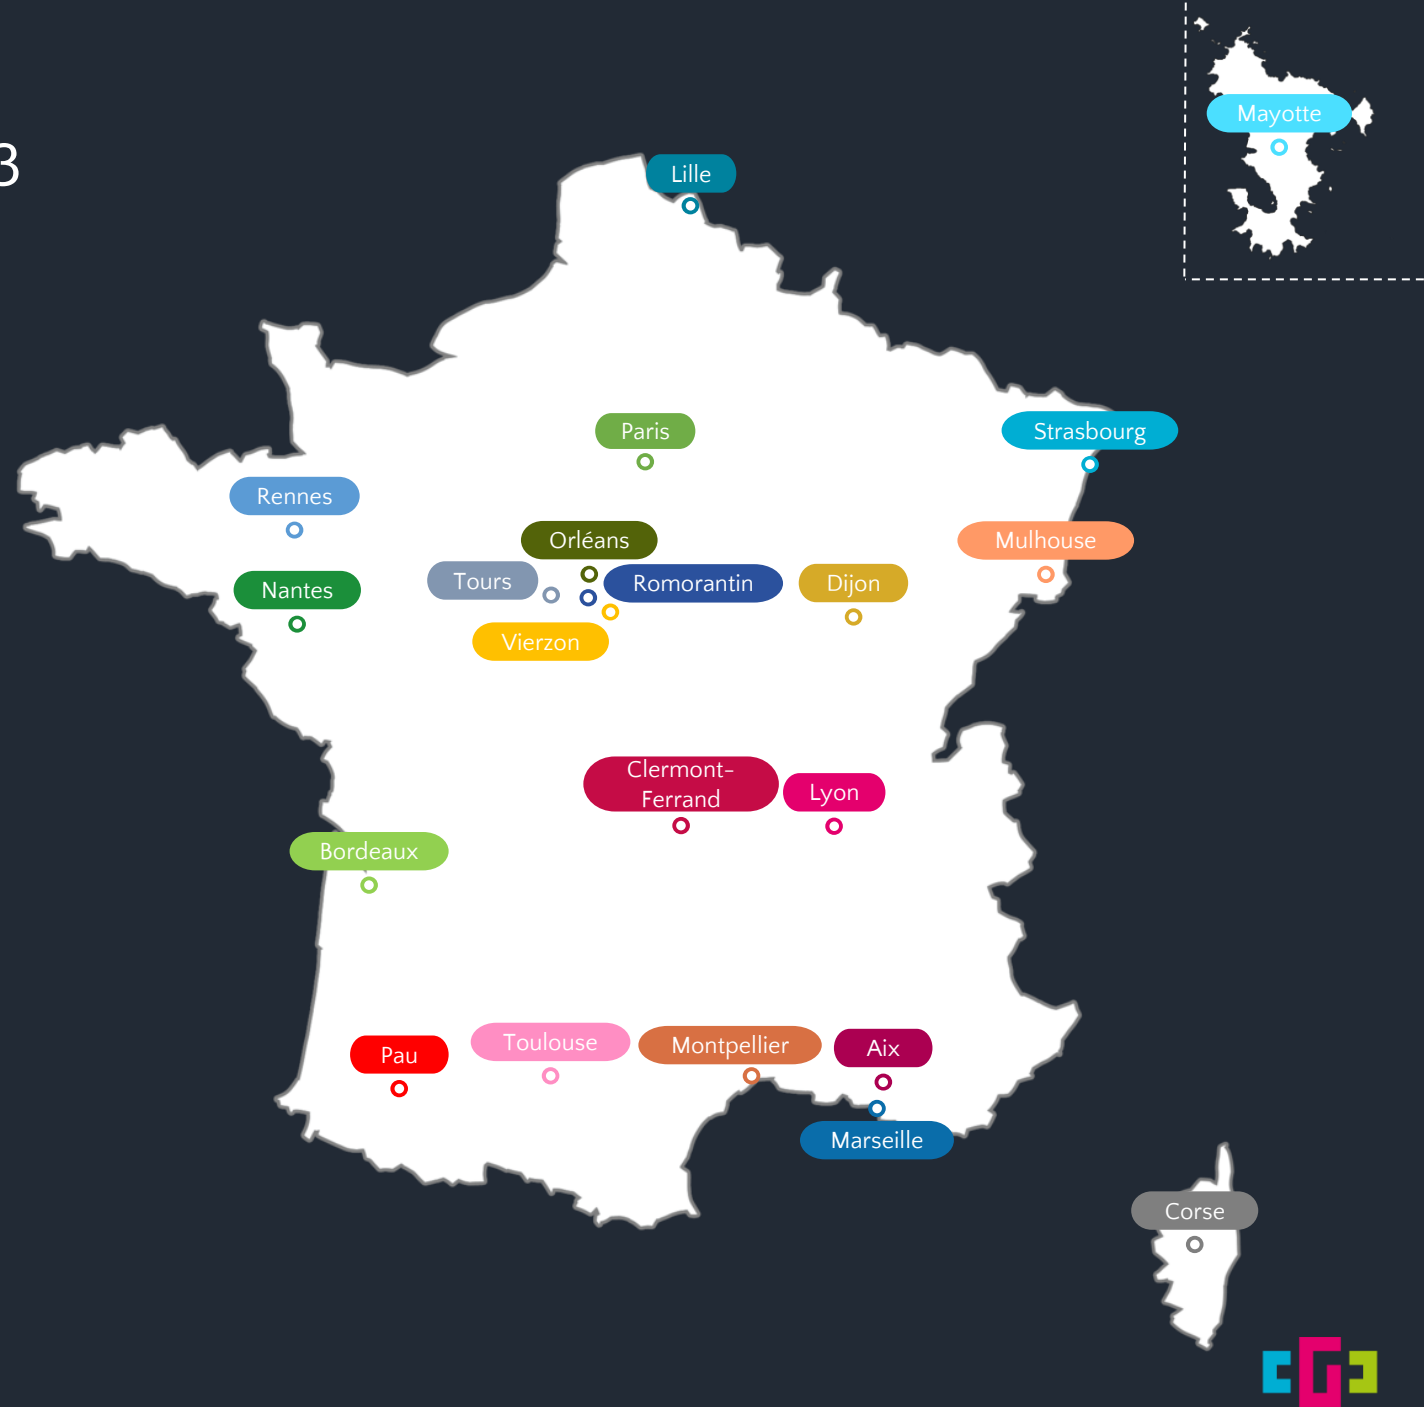 Mayotte
3
Lille
Paris
Strasbourg
Rennes
Orléans
Mulhouse
Tours
Romorantin
Dijon
Nantes
Vierzon
Clermont-
Ferrand
Lyon
Bordeaux
Toulouse
Montpellier
Aix
Pau
Marseille
Corse
CGE